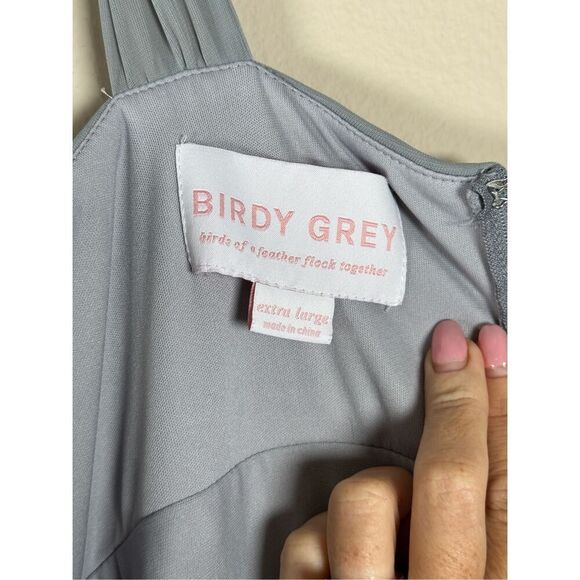 BIRDY GREY
birds of a feather flock together
extra large
made in china